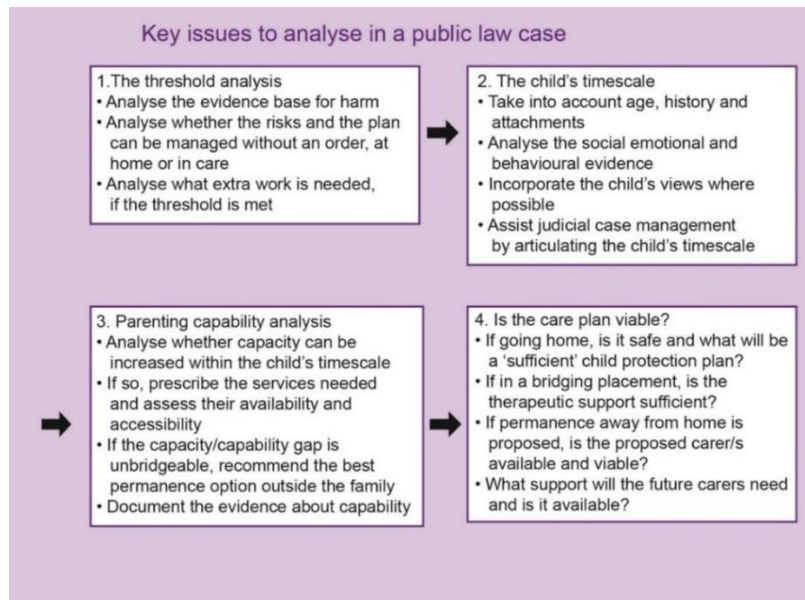 Key issues to analyse in a public law case
1.The threshold analysis
• Analyse the evidence base for harm
• Analyse whether the risks and the plan
can be managed without an order, at
home or in care
• Analyse what extra work is needed,
if the threshold is met
2. The child's timescale
• Take into account age, history and
attachments
• Analyse the social emotional and
behavioural evidence
• Incorporate the child's views where
possible
• Assist judicial case management
by articulating the child's timescale
3. Parenting capability analysis
• Analyse whether capacity can be
increased within the child's timescale
• If so, prescribe the services needed
and assess their availability and
accessibility
• If the capacity/capability gap is
unbridgeable, recommend the best
permanence option outside the family
• Document the evidence about capability
4. Is the care plan viable?
• If going home, is it safe and what will be
a 'sufficient' child protection plan?
• If in a bridging placement, is the
therapeutic support sufficient?
• If permanence away from home is
proposed, is the proposed carer/s
available and viable?
• What support will the future carers need
and is it available?